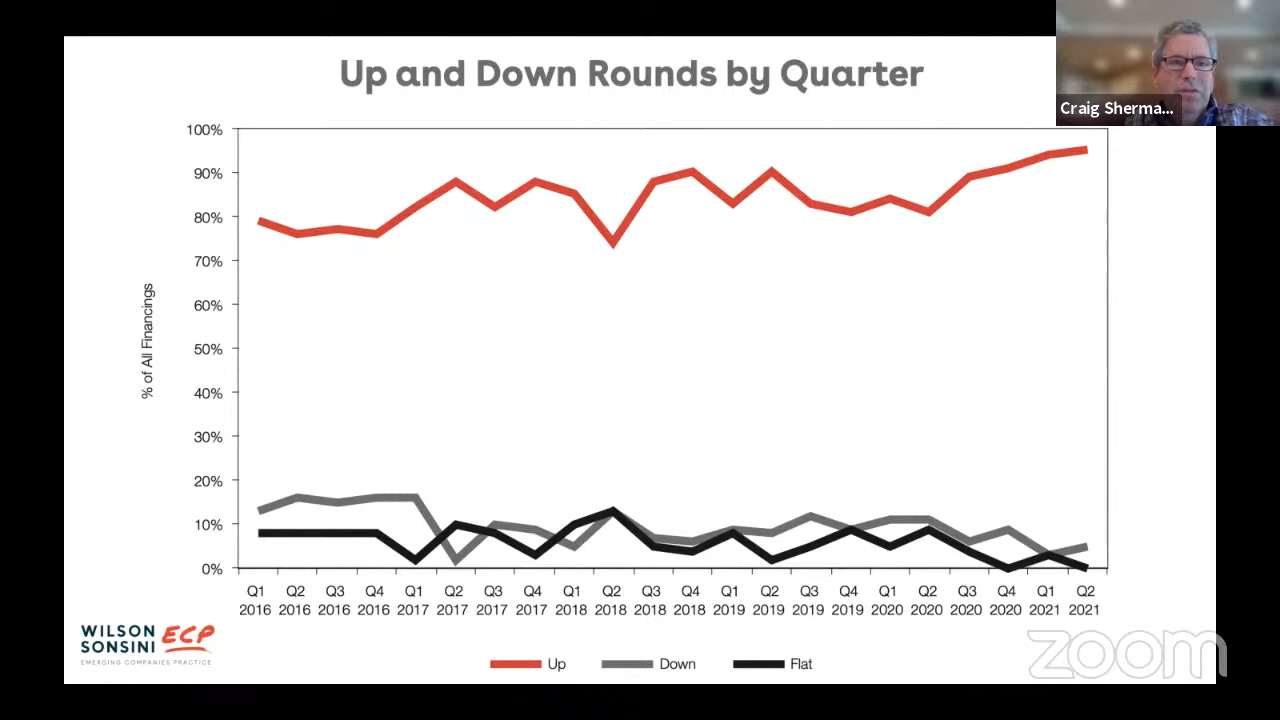 Up and Down Rounds by Quarter
Craig Sherma...
% of All Financings
100%
90%
80%
70%
60%
50%
40%
30%
20%
10%
0%
Q1 Q2 Q3 Q4 Q1 Q2 Q3 Q4 Q1 Q2 Q3 Q4 Q1 Q2 Q3 Q4 Q1 Q2 Q3 Q4 Q1 Q2
2016 2016 2016 2016 2017 2017 2017 2017 2018 2018 2018 2018 2019 2019 2019 2019 2020 2020 2020 2020 2021 2021
WILSON ECP
SONSINI
EMERGING COMPANIES PRACTICE
Up Down Flat
zoom